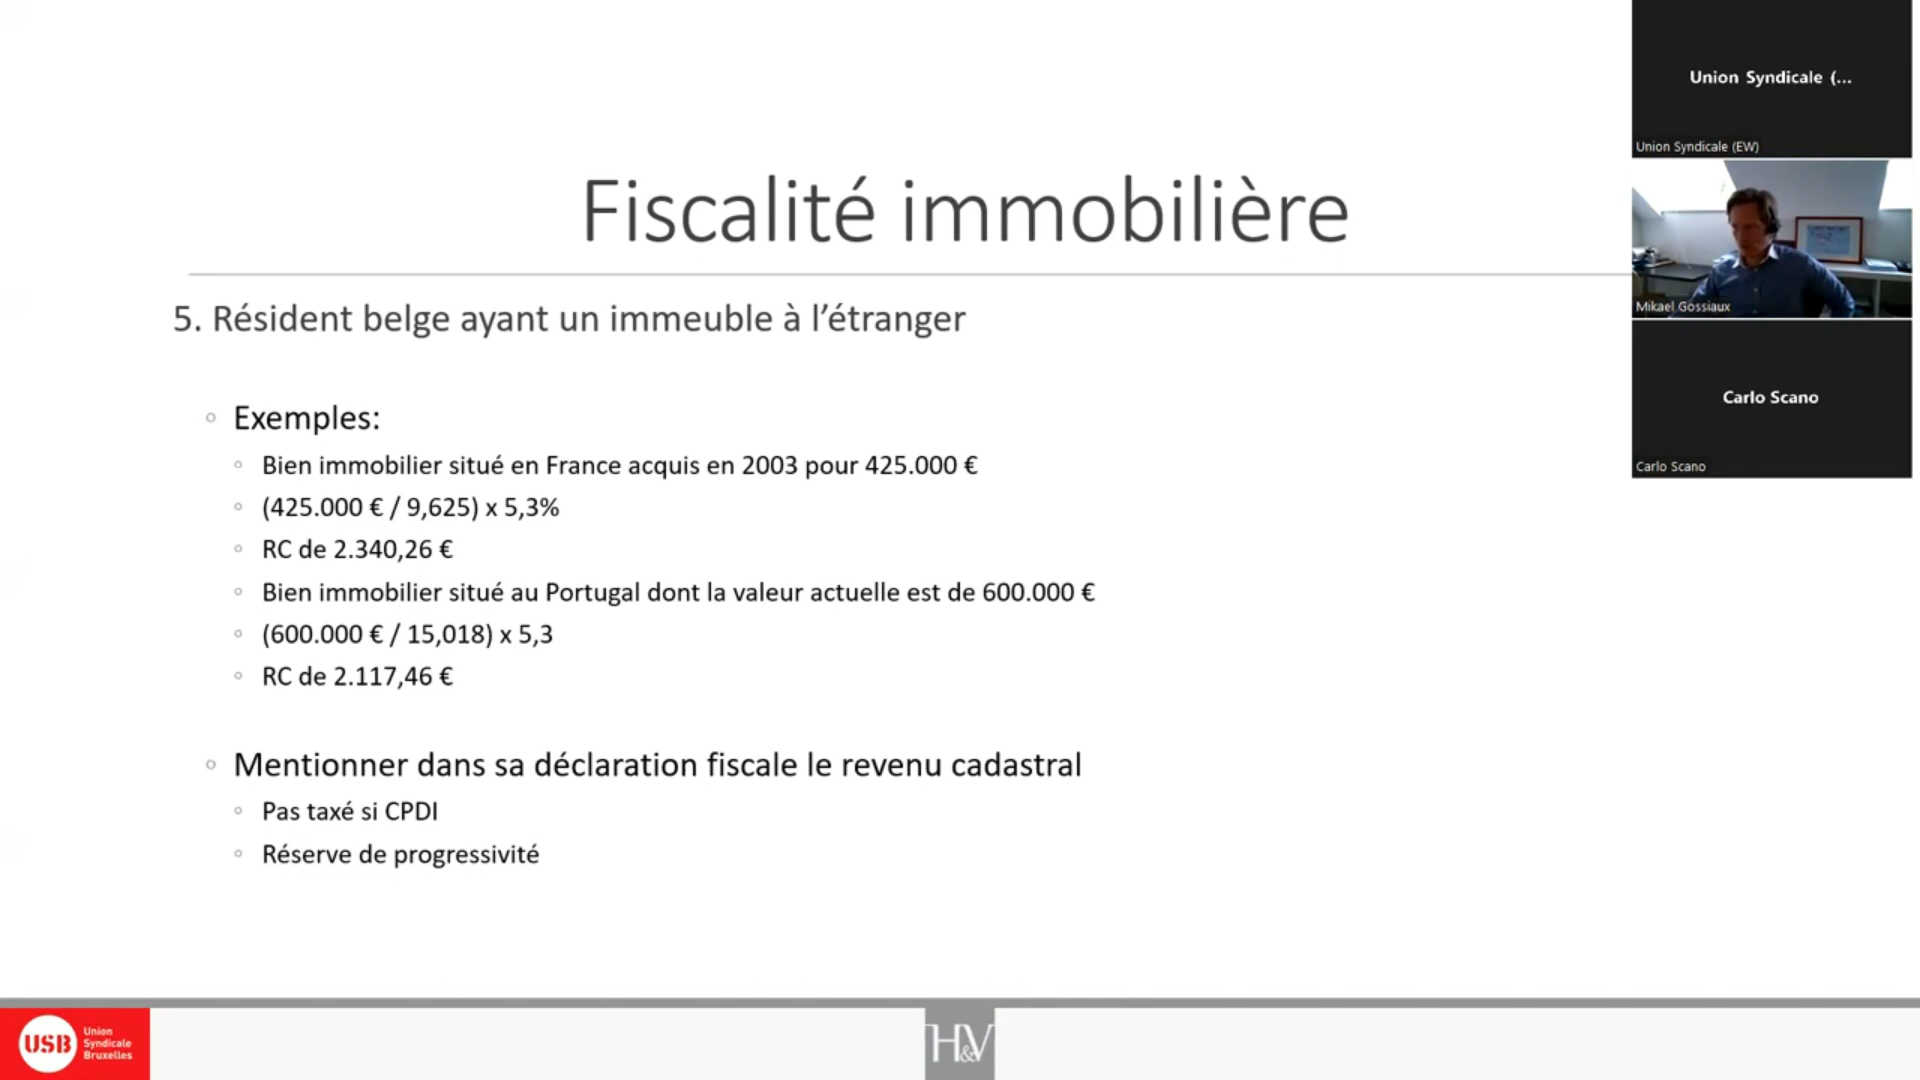 Fiscalité immobilière
5. Résident belge ayant un immeuble à l’étranger
Exemples:
Bien immobilier situé en France acquis en 2003 pour 425.000 €
(425.000 € / 9,625) x 5,3%
RC de 2.340,26 €
Bien immobilier situé au Portugal dont la valeur actuelle est de 600.000 €
(600.000 € / 15,018) x 5,3
RC de 2.117,46 €
Mentionner dans sa déclaration fiscale le revenu cadastral
Pas taxé si CPDI
Réserve de progressivité
Union Syndicale (...
Union Syndicale (EW)
Mikael Gossiaux
Carlo Scano
Carlo Scano
USB
Union
Syndicale
Bruxelles
H&V